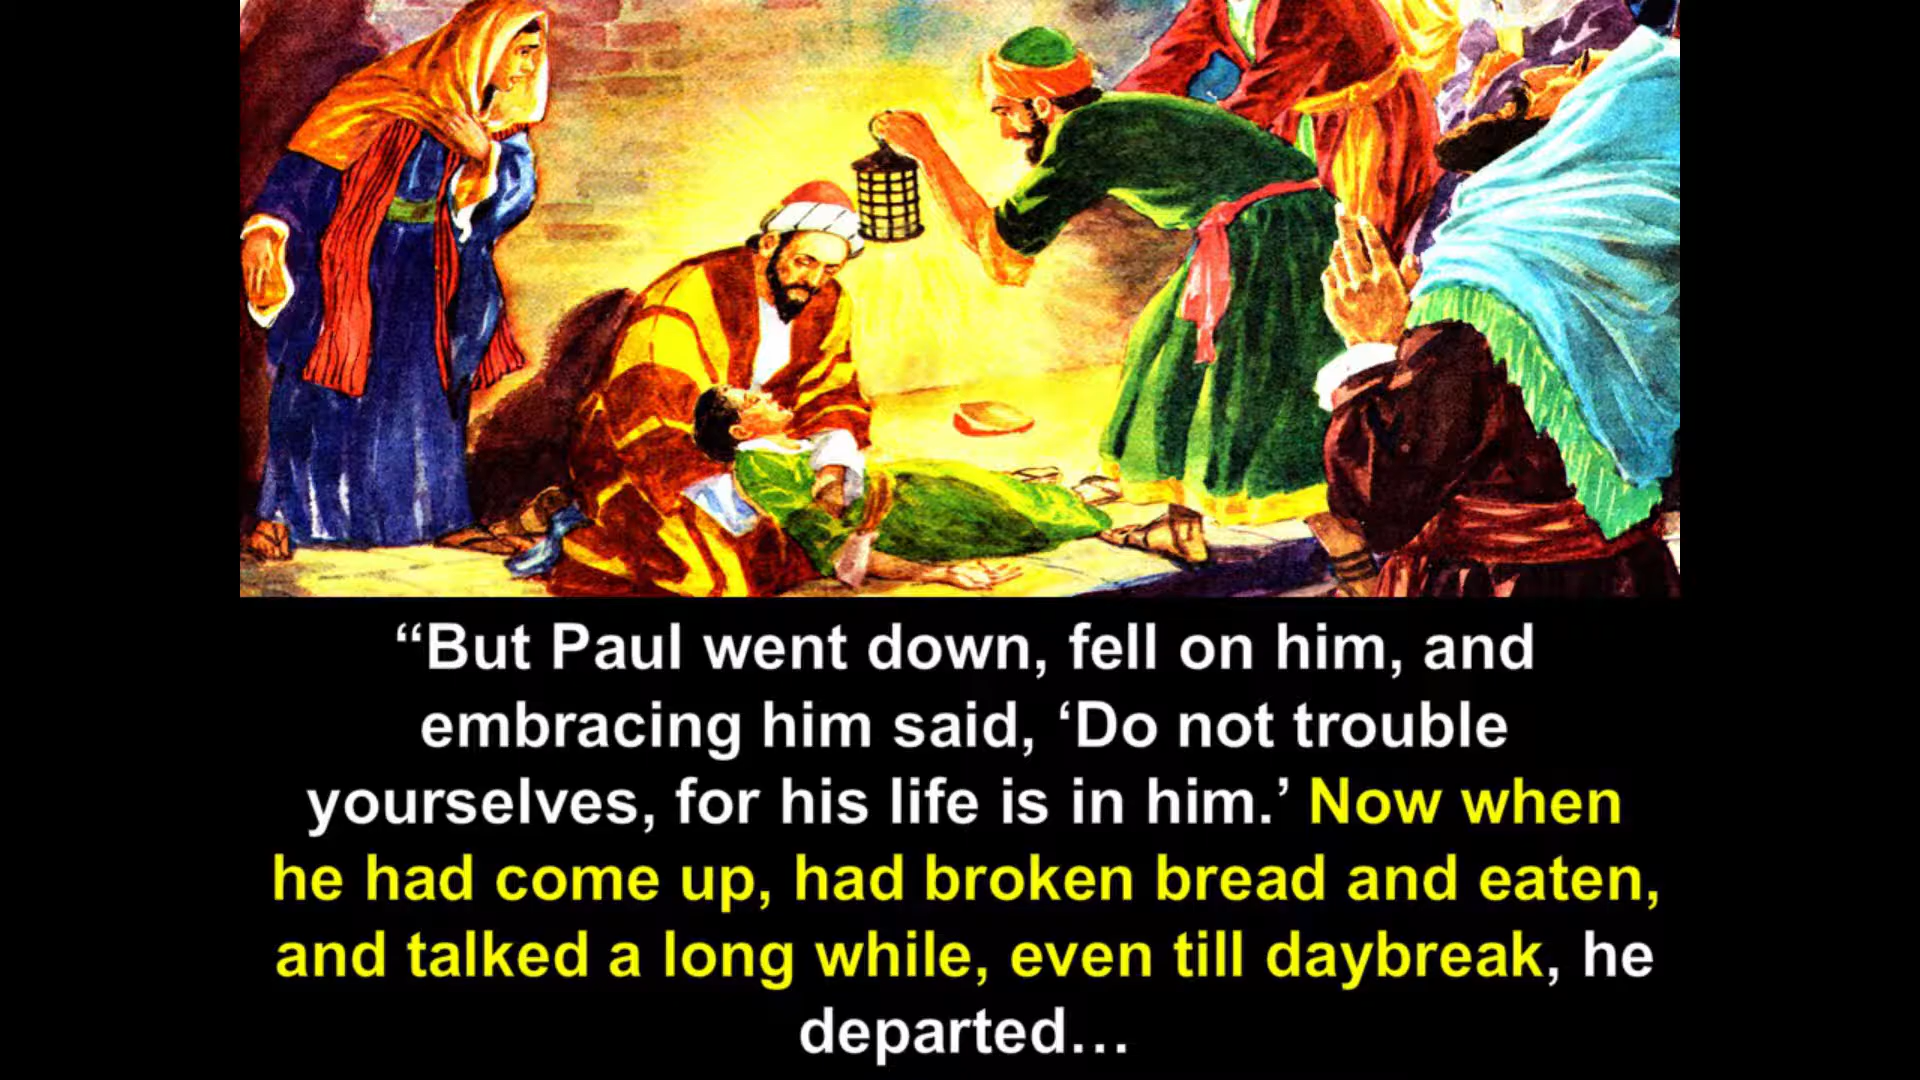 “But Paul went down, fell on him, and
embracing him said, ‘Do not trouble
yourselves, for his life is in him.’ Now when
he had come up, had broken bread and eaten,
and talked a long while, even till daybreak, he
departed…